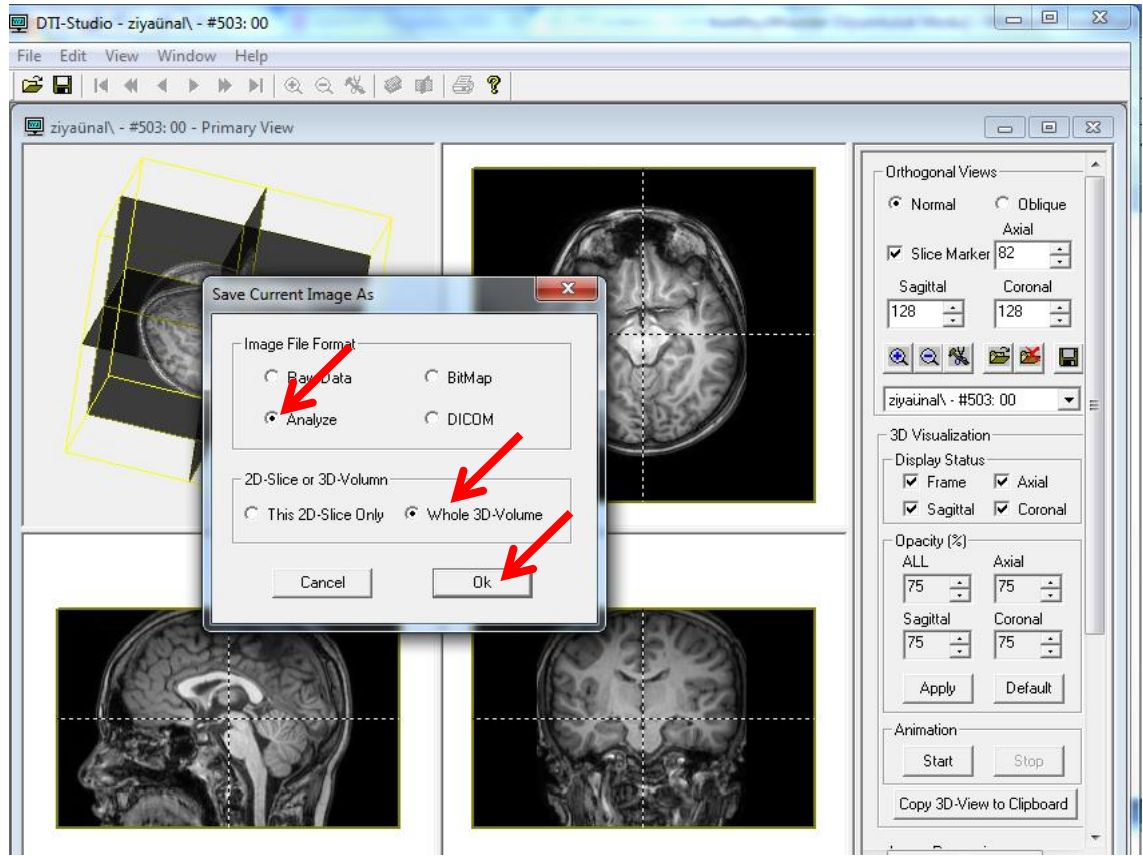 DTI-Studio - ziyaünal\ - #503: 00
File Edit View Window Help
ziyaünal\ - #503: 00 - Primary View
Orthogonal Views
Normal Oblique
Axial
Slice Marker 82
Sagittal Coronal
128 128
ziyaünal\ - #503: 00
3D Visualization
Display Status
Frame Axial
Sagittal Coronal
Opacity (%)
ALL Axial
75 75
Sagittal Coronal
75 75
Apply Default
Animation
Start Stop
Copy 3D-View to Clipboard
Save Current Image As
Image File Format
Raw Data BitMap
Analyze DICOM
2D-Slice or 3D-Volumn
This 2D-Slice Only Whole 3D-Volume
Cancel Ok